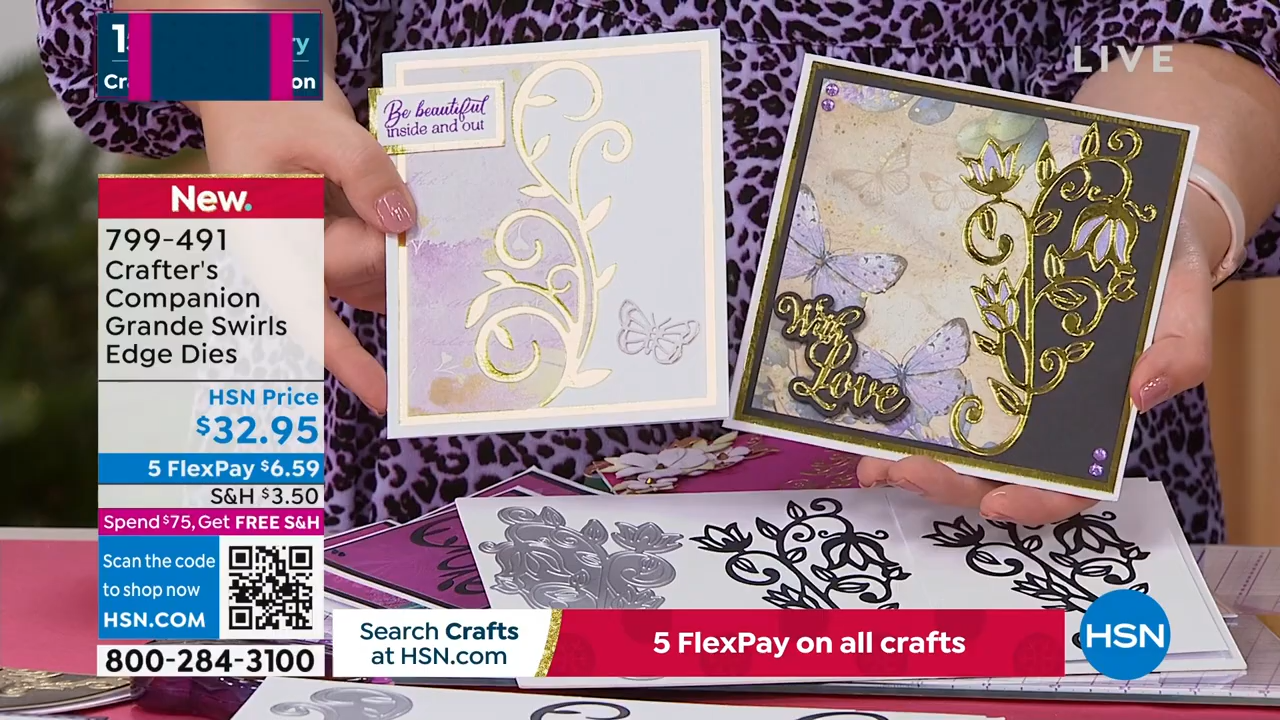 LIVE
Be beautiful
inside and out
With
Love
New.
799-491
Crafter's
Companion
Grande Swirls
Edge Dies
HSN Price
$32.95
5 FlexPay $6.59
S&H $3.50
Spend $75, Get FREE S&H
Scan the code
to shop now
HSN.COM
800-284-3100
Search Crafts
at HSN.com
5 FlexPay on all crafts
HSN